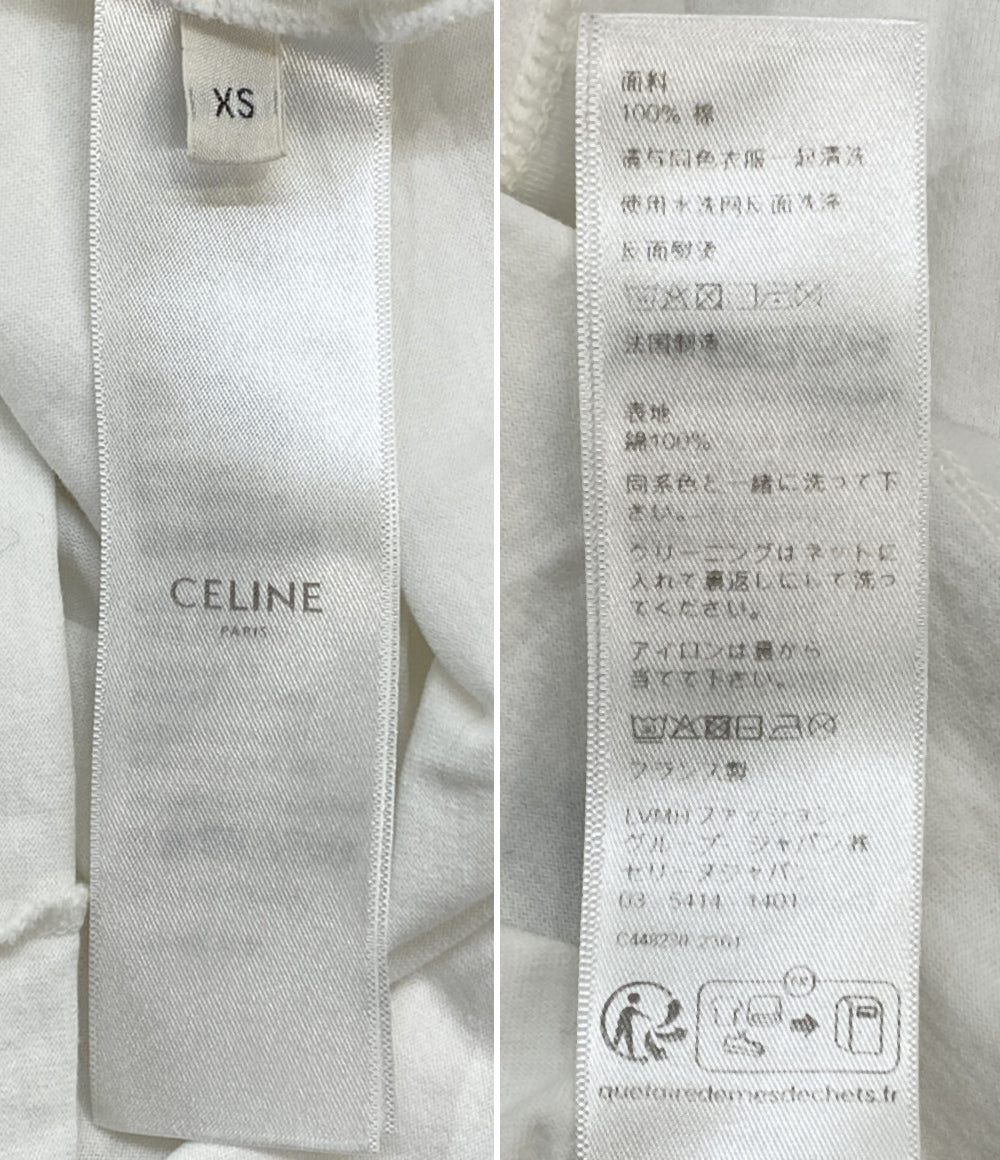 XS
CELINE
PARIS
面料
100% 棉
请与同色衣服一起清洗
使用水洗网反面洗涤
反面熨烫
法国制造
表地
綿100%
同系色と一緒に洗って下
さい。
クリーニングはネットに
入れて裏返しにして洗っ
てください。
アイロンは裏から
当てて下さい。
フランス製
LVMHファッション
グループ ジャパン㈱
セリーヌジャパン
03 5414 1401
C448230 2361
FR
quefairedemesdechets.fr